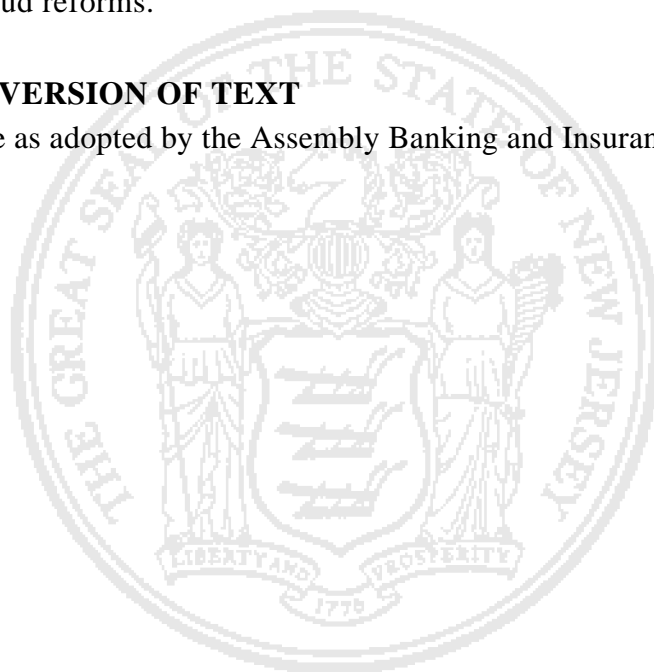 ud reforms.
VERSION OF TEXT
e as adopted by the Assembly Banking and Insuran
THE GREAT SEAL OF THE STATE OF NEW JERSEY
LIBERTY AND PROSPERITY
1776